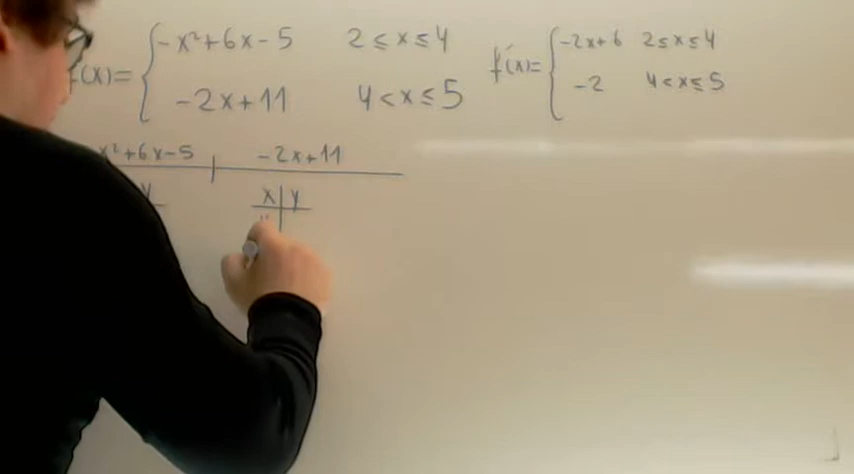 f(x)= { -x²+6x-5 2≤x≤4
-2x+11 4<x≤5
f'(x)= { -2x+6 2≤x≤4
-2 4<x≤5
x²+6x-5 | -2x+11
y x | y